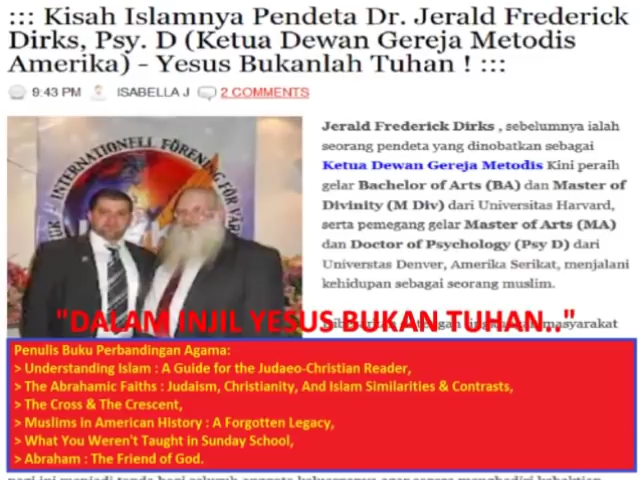 ::: Kisah Islamnya Pendeta Dr. Jerald Frederick
Dirks, Psy. D (Ketua Dewan Gereja Metodis
Amerika) - Yesus Bukanlah Tuhan ! :::
9:43 PM ISABELLA J 2 COMMENTS
INTERNATIONELL FÖRENING FÖR
Jerald Frederick Dirks , sebelumnya ialah
seorang pendeta yang dinobatkan sebagai
Ketua Dewan Gereja Metodis Kini peraih
gelar Bachelor of Arts (BA) dan Master of
Divinity (M Div) dari Universitas Harvard,
serta pemegang gelar Master of Arts (MA)
dan Doctor of Psychology (Psy D) dari
Universtas Denver, Amerika Serikat, menjalani
kehidupan sebagai seorang muslim.
"DALAM INJIL YESUS BUKAN TUHAN.."
masyarakat
Penulis Buku Perbandingan Agama:
> Understanding Islam : A Guide for the Judaeo-Christian Reader,
> The Abrahamic Faiths : Judaism, Christianity, And Islam Similarities & Contrasts,
> The Cross & The Crescent,
> Muslims in American History : A Forgotten Legacy,
> What You Weren't Taught in Sunday School,
> Abraham : The Friend of God.